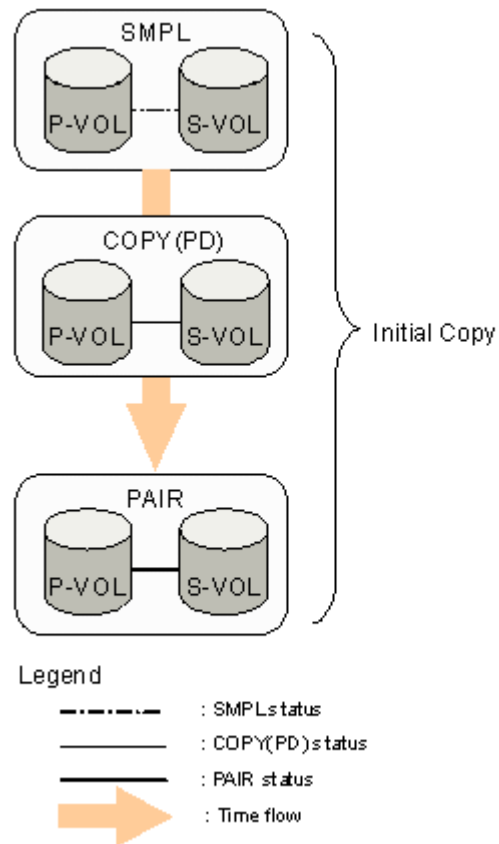 SMPL
P-VOL S-VOL
COPY(PD)
P-VOL S-VOL
Initial Copy
PAIR
P-VOL S-VOL
Legend
: SMPL status
: COPY(PD) status
: PAIR status
: Time flow